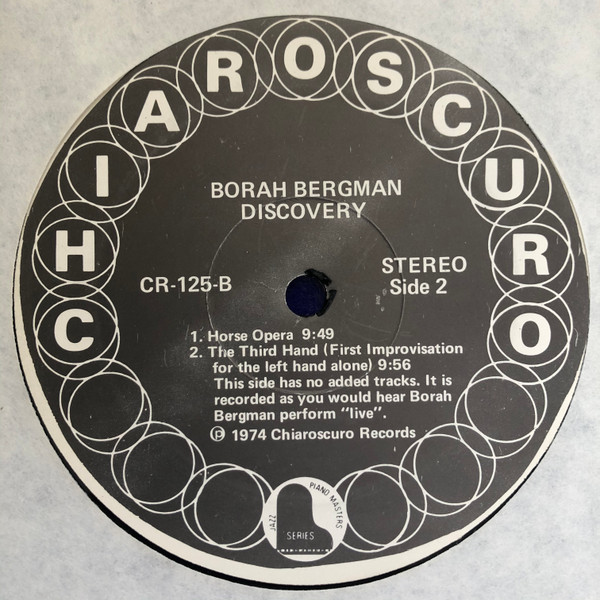 CHIAROSCURO
BORAH BERGMAN
DISCOVERY
CR-125-B
STEREO
Side 2
1. Horse Opera 9:49
2. The Third Hand (First Improvisation
for the left hand alone) 9:56
This side has no added tracks. It is
recorded as you would hear Borah
Bergman perform "live".
℗ 1974 Chiaroscuro Records
JAZZ
PIANO MASTERS
SERIES